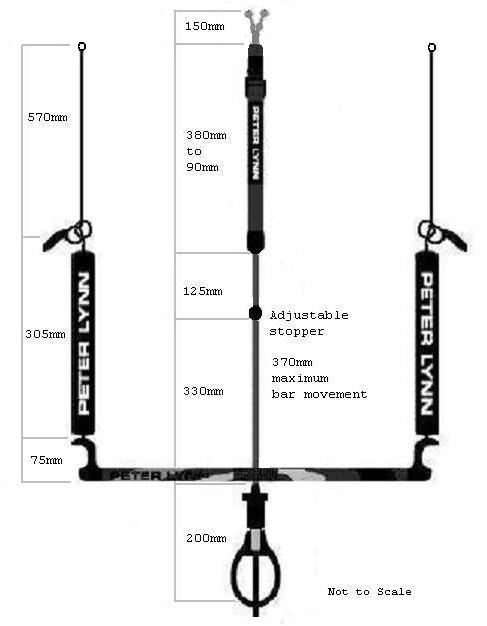 150mm
570mm
380mm
to
90mm
PETER LYNN
125mm
Adjustable
stopper
305mm
PETER LYNN
PETER LYNN
370mm
maximum
bar movement
330mm
75mm
PETER LYNN
200mm
Not to Scale